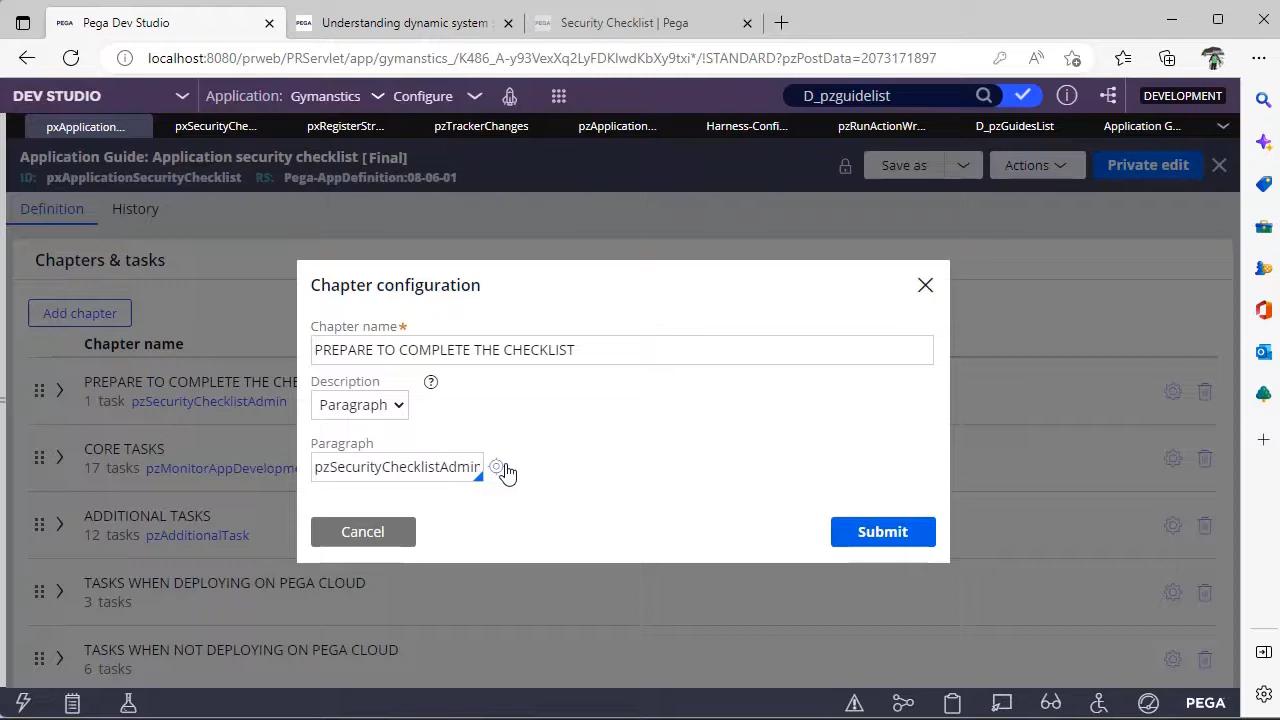 Pega Dev Studio
Understanding dynamic system
Security Checklist | Pega
localhost:8080/prweb/PRServlet/app/gymanstics_/K486_A=y93VexXq2LyFDKIwdKbXy9txi*/!STANDARD?pzPostData=2073171897
DEV STUDIO
Application: Gymanstics
Configure
D_pzguidelist
DEVELOPMENT
pxApplication...
pxSecurityChe...
pxRegisterStr...
pzTrackerChanges
pzApplication...
Harness-Confi...
pzRunActionWr...
D_pzGuidesList
Application G...
Application Guide: Application security checklist [Final]
ID: pxApplicationSecurityChecklist RS: Pega-AppDefinition:08-06-01
Save as
Actions
Private edit
Definition
History
Chapters & tasks
Add chapter
Chapter name
PREPARE TO COMPLETE THE CHE
1 task pzSecurityChecklistAdmin
CORE TASKS
17 tasks pzMonitorAppDevelopme
ADDITIONAL TASKS
12 tasks pzAdditionalTask
TASKS WHEN DEPLOYING ON PEGA CLOUD
3 tasks
TASKS WHEN NOT DEPLOYING ON PEGA CLOUD
6 tasks
Chapter configuration
Chapter name*
PREPARE TO COMPLETE THE CHECKLIST
Description
Paragraph
Paragraph
pzSecurityChecklistAdmin
Cancel
Submit
PEGA